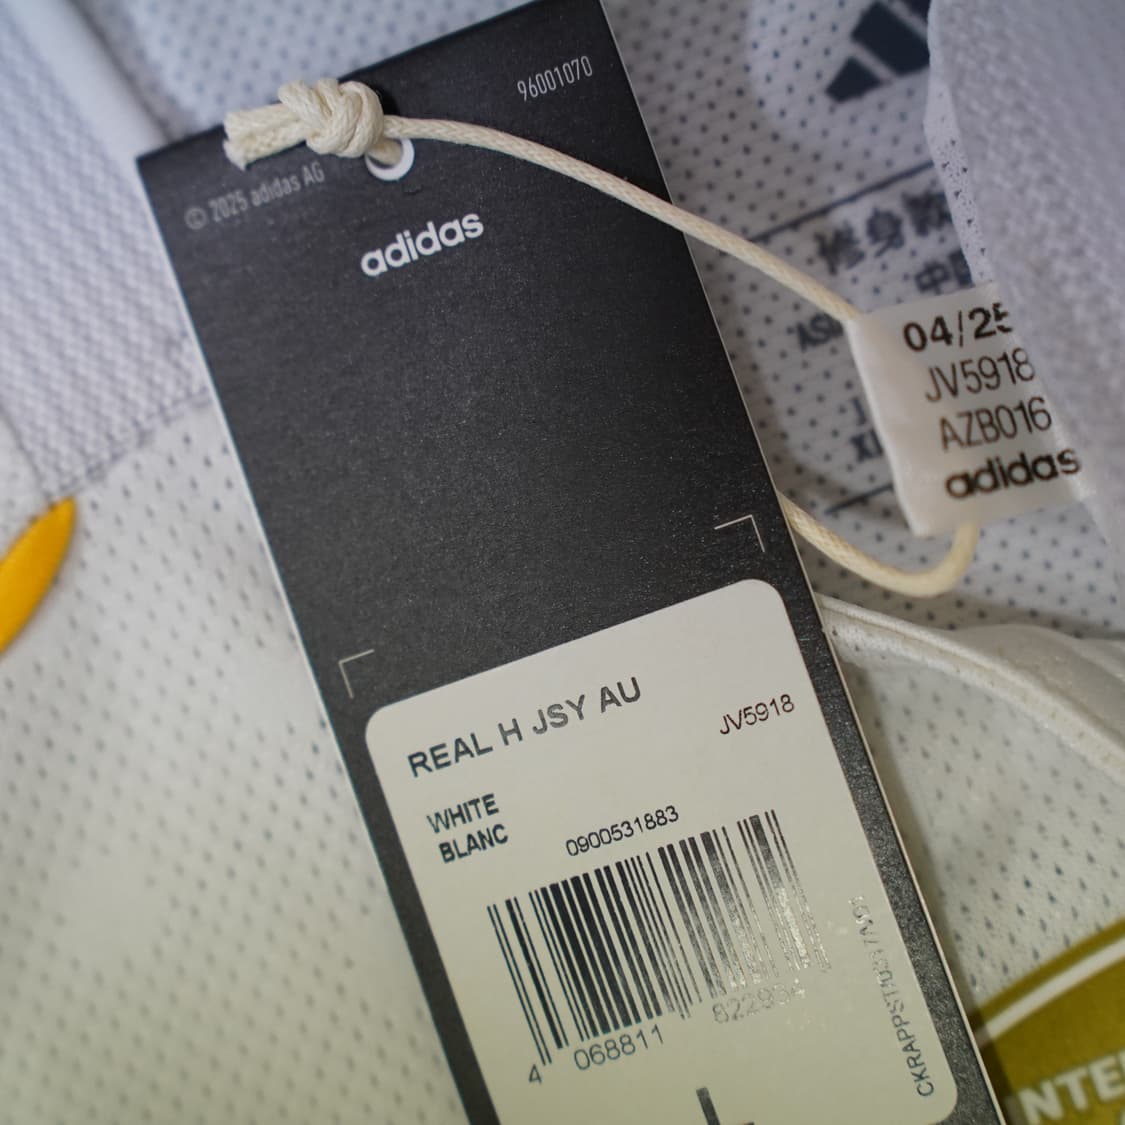 96001070
© 2025 adidas AG
adidas
04/25
JV5918
AZB016
adidas
REAL H JSY AU
JV5918
WHITE
BLANC
0900531883
4 068811
L